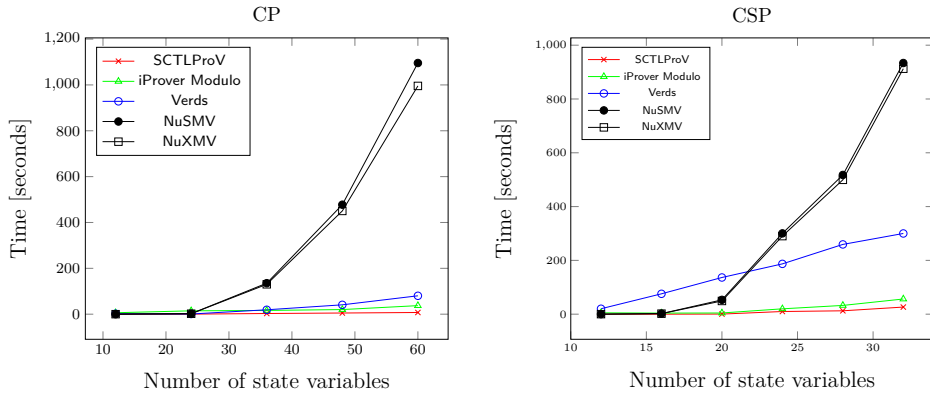 CP
1,200
1,000
800
600
400
200
0
10
20
30
40
50
60
Time [seconds]
Number of state variables
SCTLProV
iProver Modulo
Verds
NuSMV
NuXMV
CSP
1,000
800
600
400
200
0
10
15
20
25
30
Time [seconds]
Number of state variables
SCTLProV
iProver Modulo
Verds
NuSMV
NuXMV